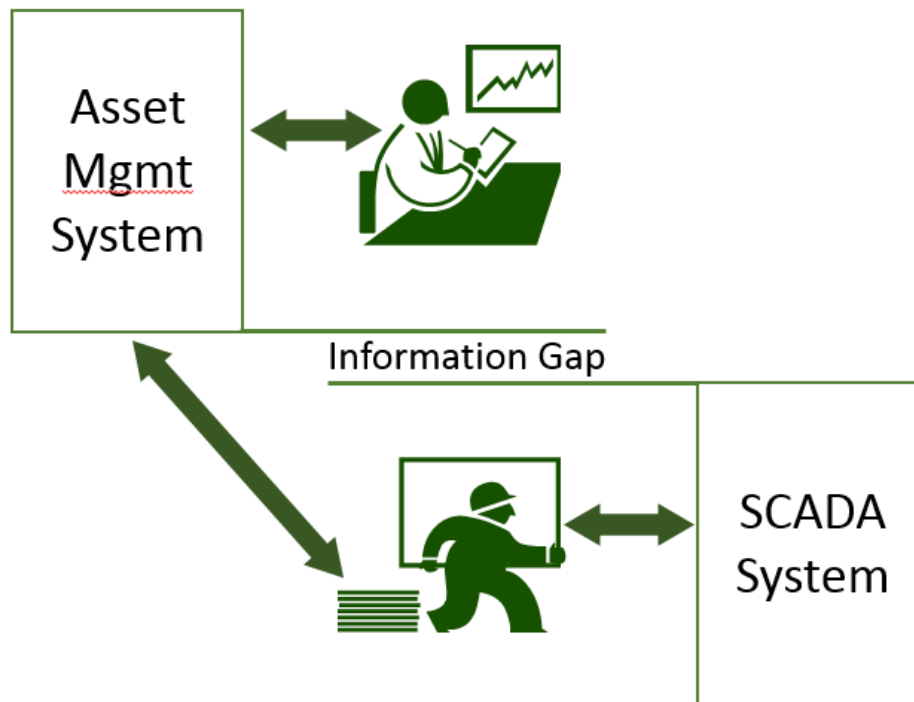 Asset
Mgmt
System
Information Gap
SCADA
System